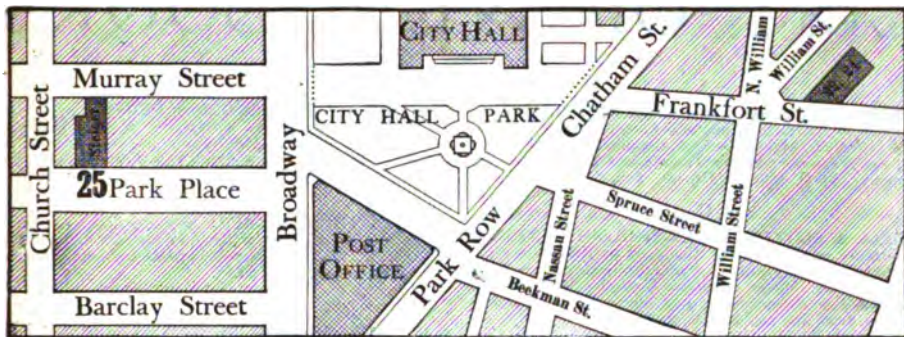 CITY HALL
Chatham St.
N. William
William St.
Murray Street
Frankfort St.
Church Street
CITY HALL PARK
Broadway
25 Park Place
Spruce Street
Nassau Street
William Street
POST
OFFICE
Park Row
Beekman St.
Barclay Street